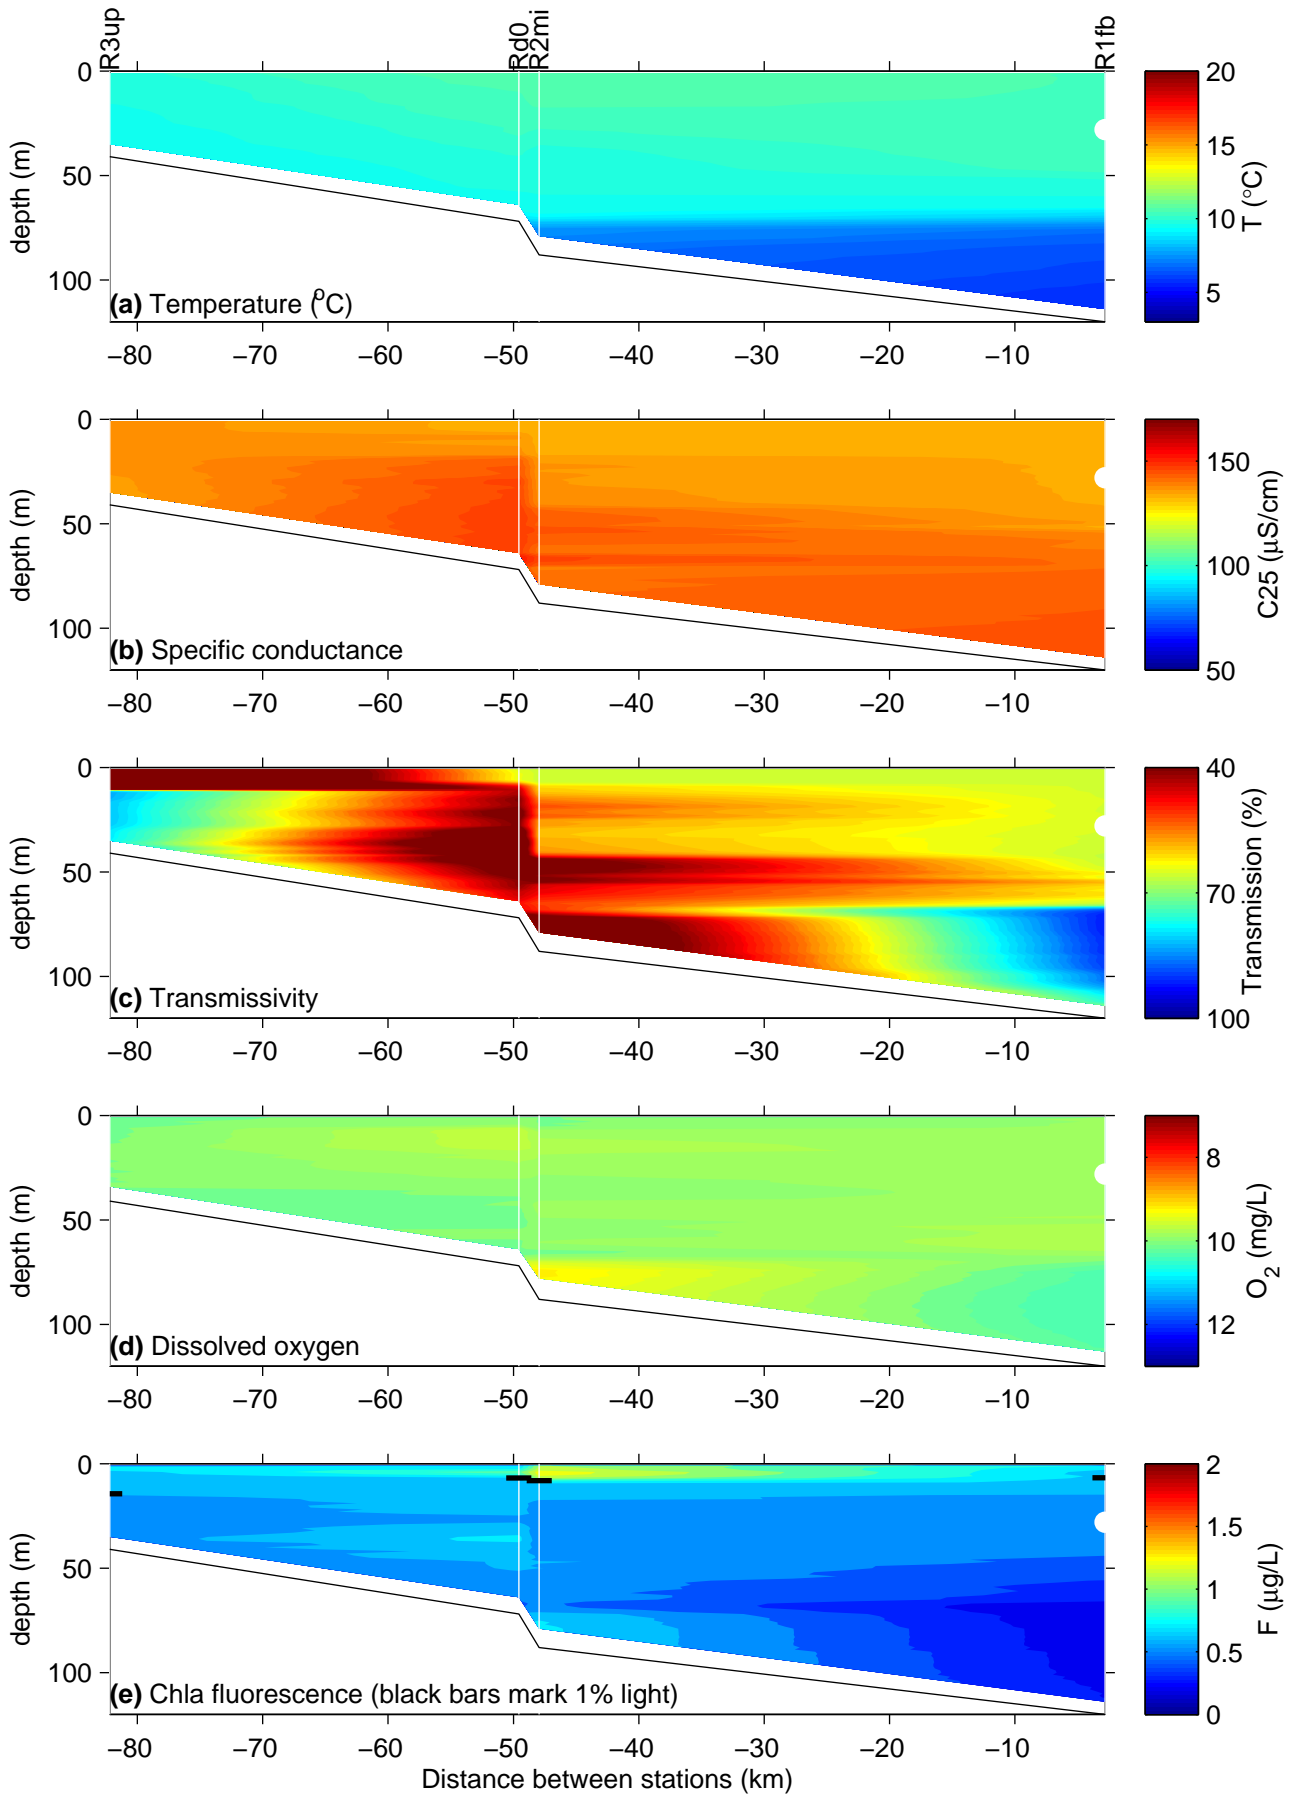 R3up Rd0 R2mi R1fb
0
50
100
depth (m)
(a) Temperature (⁰C)
−80 −70 −60 −50 −40 −30 −20 −10
20
15
10
5
T (°C)
0
50
100
depth (m)
(b) Specific conductance
−80 −70 −60 −50 −40 −30 −20 −10
150
100
50
C25 (µS/cm)
0
50
100
depth (m)
(c) Transmissivity
−80 −70 −60 −50 −40 −30 −20 −10
40
70
100
Transmission (%)
0
50
100
depth (m)
(d) Dissolved oxygen
−80 −70 −60 −50 −40 −30 −20 −10
8
10
12
O₂ (mg/L)
0
50
100
depth (m)
(e) Chla fluorescence (black bars mark 1% light)
−80 −70 −60 −50 −40 −30 −20 −10
2
1.5
1
0.5
0
F (µg/L)
Distance between stations (km)